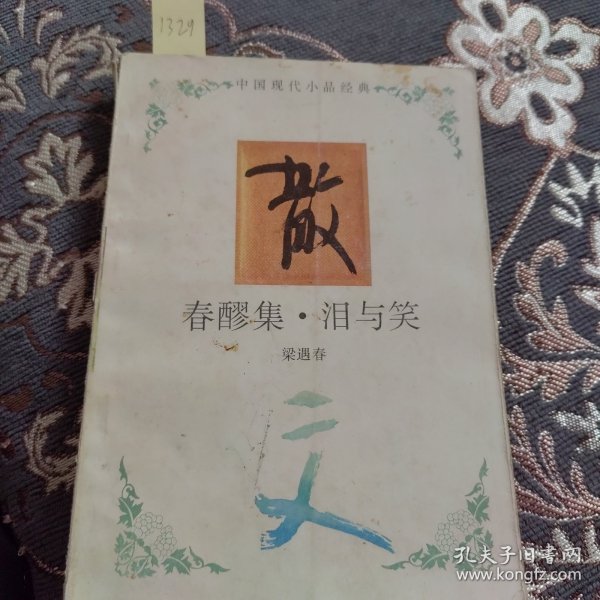 1329
中国现代小品经典
散
春醪集·泪与笑
梁遇春
文
孔夫子旧书网
www.kongfz.com